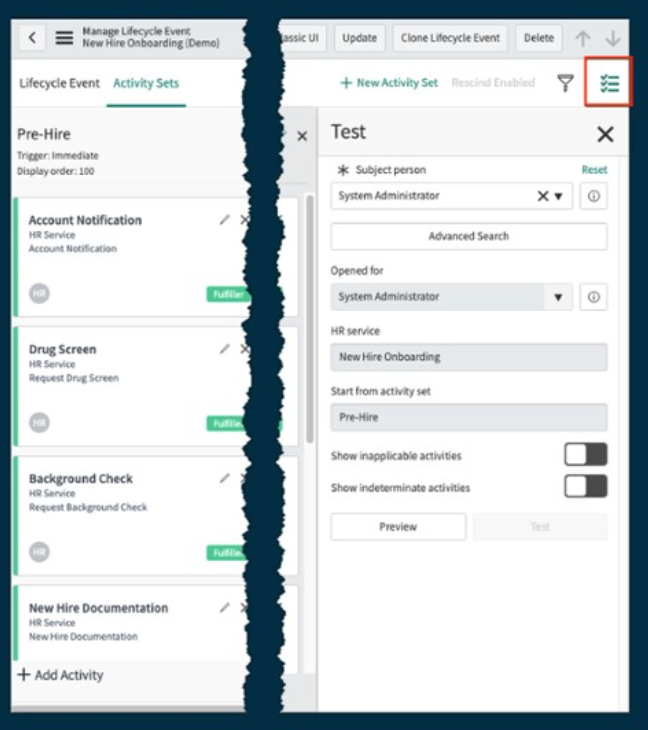 Manage Lifecycle Event
New Hire Onboarding (Demo)
UI
Update
Clone Lifecycle Event
Delete
Lifecycle Event
Activity Sets
+ New Activity Set
Rescind Enabled
Pre-Hire
Trigger: Immediate
Display order: 100
Account Notification
HR Service
Account Notification
HR
Drug Screen
HR Service
Request Drug Screen
HR
Background Check
HR Service
Request Background Check
HR
New Hire Documentation
HR Service
New Hire Documentation
+ Add Activity
Test
Subject person
Reset
System Administrator
Advanced Search
Opened for
System Administrator
HR service
New Hire Onboarding
Start from activity set
Pre-Hire
Show inapplicable activities
Show indeterminate activities
Preview
Test